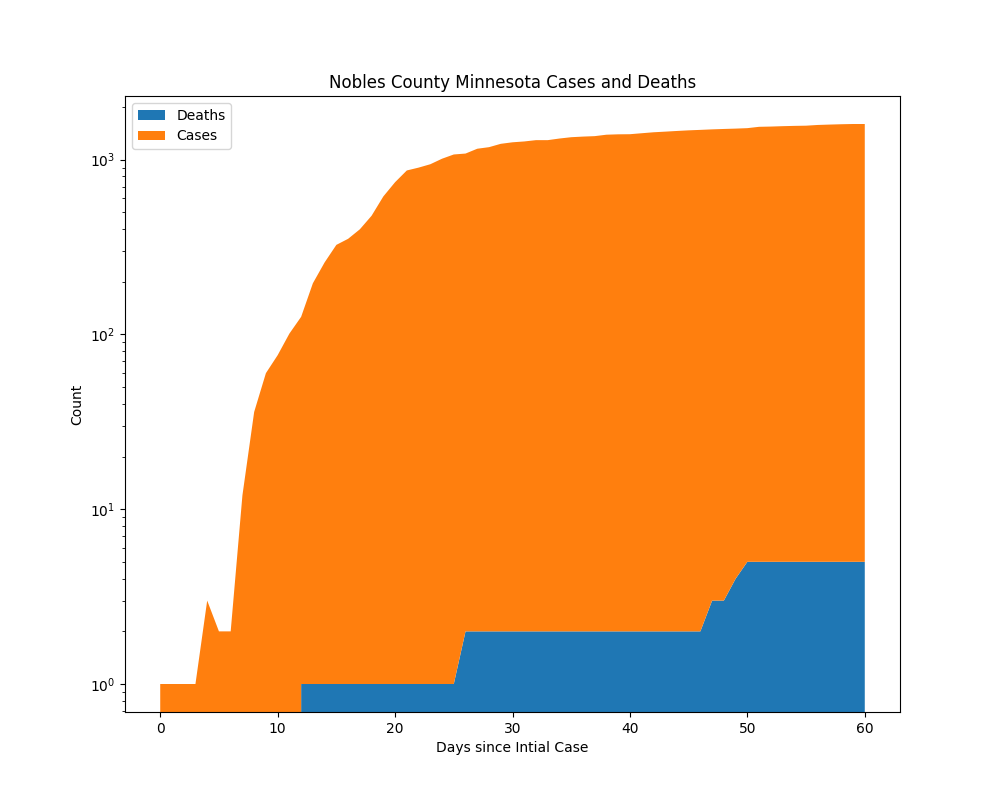 Nobles County Minnesota Cases and Deaths
Deaths
Cases
Count
10³
10²
10¹
10⁰
0 10 20 30 40 50 60
Days since Intial Case